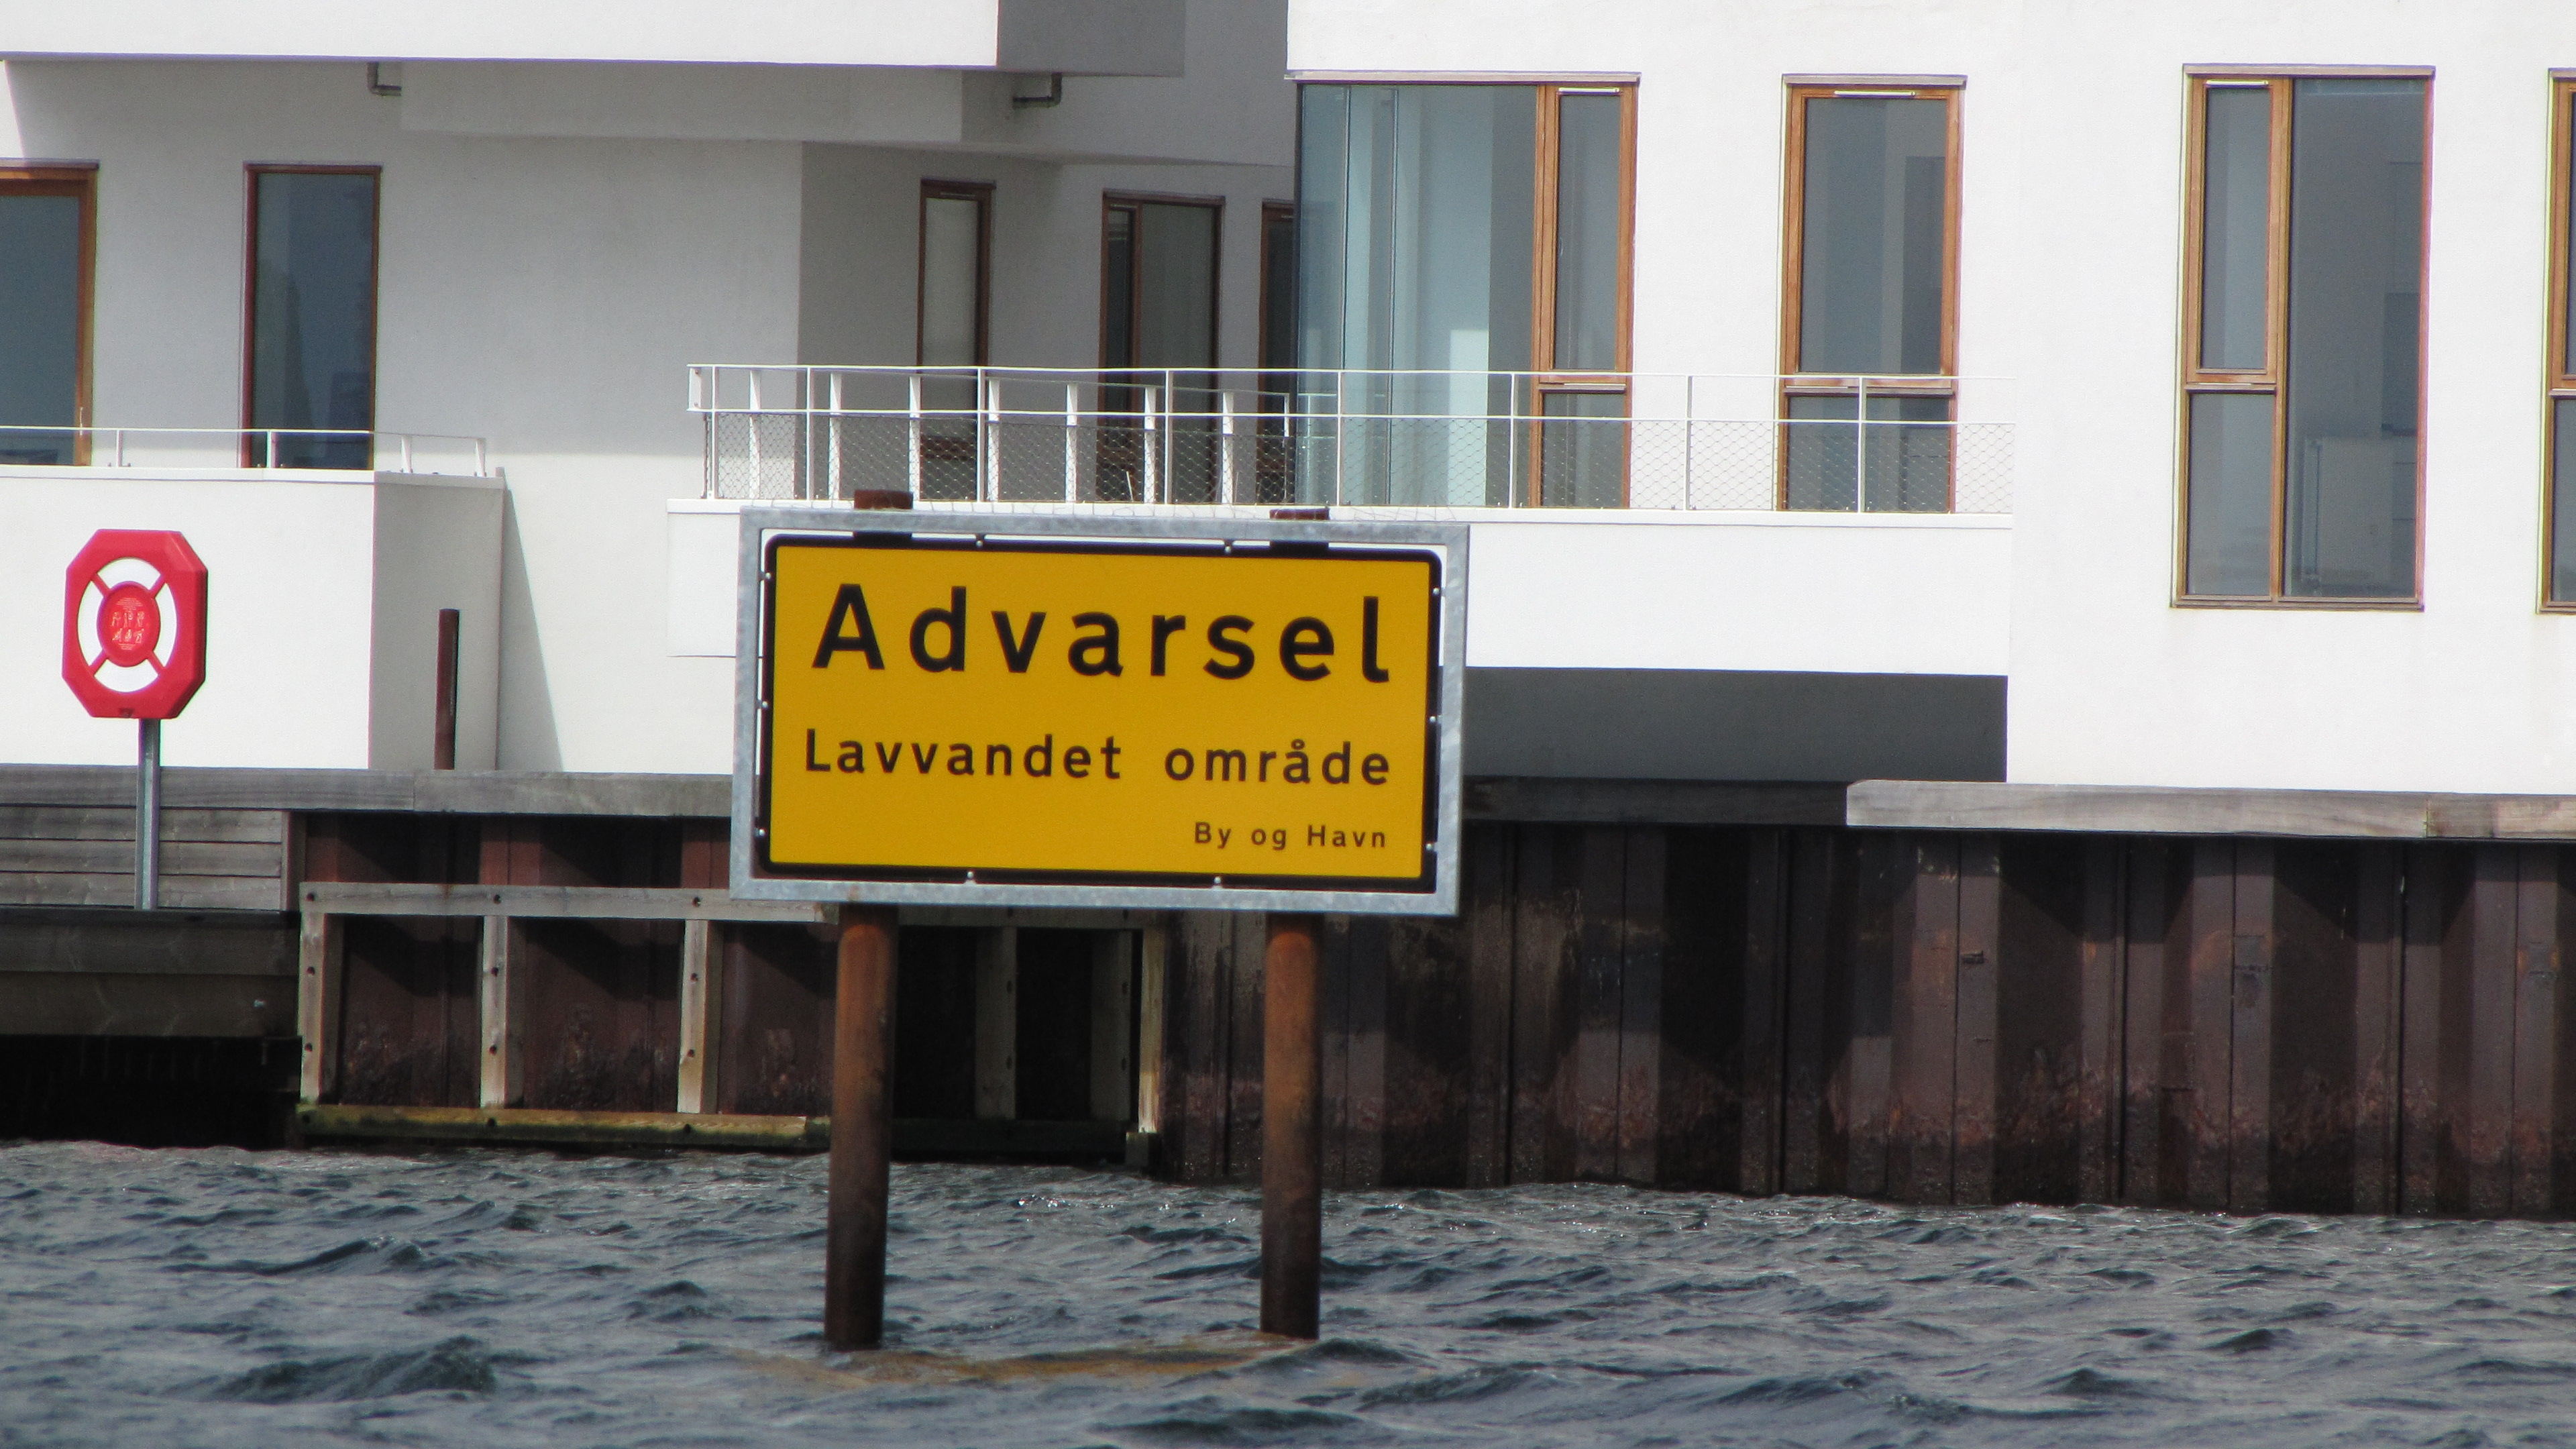 Advarsel
Lavvandet område
By og Havn